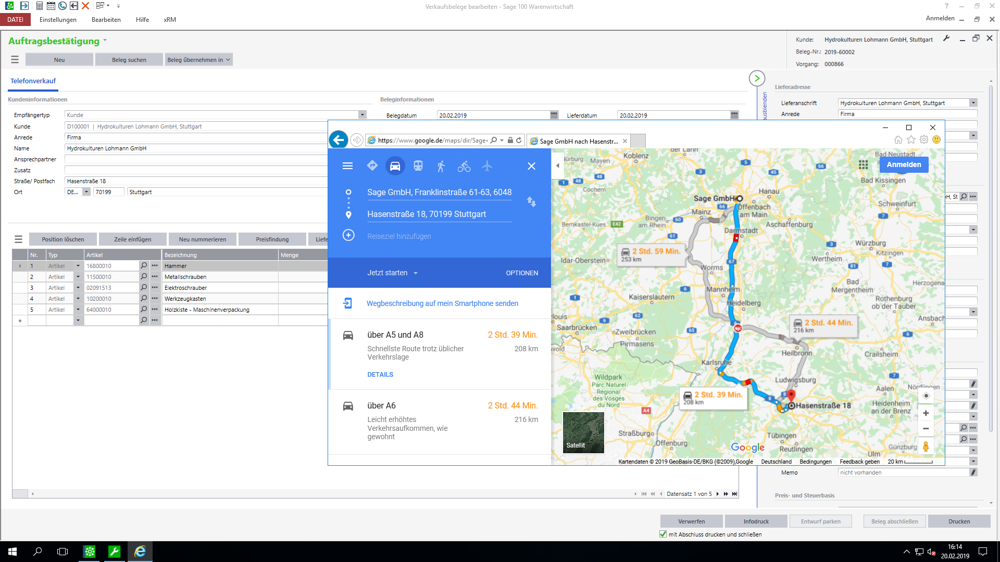 Verkaufsbelege bearbeiten - Sage 100 Warenwirtschaft
DATEI Einstellungen Bearbeiten Hilfe xRM Anmelden
Auftragsbestätigung
Kunde: Hydrokulturen Lohmann GmbH, Stuttgart
Beleg-Nr.: 2019-60002
Vorgang: 000866
Neu Beleg suchen Beleg übernehmen in
Telefonverkauf
Kundeninformationen
Empfängertyp Kunde
Kunde D100001 | Hydrokulturen Lohmann GmbH, Stuttgart
Anrede Firma
Name Hydrokulturen Lohmann GmbH
Ansprechpartner
Zusatz
Straße/ Postfach Hasenstraße 18
Ort DE... 70199 Stuttgart
Beleginformationen
Belegdatum 20.02.2019 Lieferdatum 20.02.2019
ausblenden
Lieferadresse
Lieferanschrift Hydrokulturen Lohmann GmbH, Stuttgart
Anrede Firma
H, St
Memo nicht vorhanden
Preis- und Steuerbasis
Position löschen Zeile einfügen Neu nummerieren Preisfindung Liefe
Nr. Typ Artikel Bezeichnung Menge
1 Artikel 16800010 Hammer
2 Artikel 11500010 Metallschrauben
3 Artikel 02091513 Elektroschrauber
4 Artikel 10200010 Werkzeugkasten
5 Artikel 64000010 Holzkiste - Maschinenverpackung
Datensatz 1 von 5
Verwerfen Infodruck Entwurf parken Beleg abschließen Drucken
mit Abschluss drucken und schließen
https://www.google.de/maps/dir/Sage+
Sage GmbH nach Hasenstr...
Sage GmbH, Franklinstraße 61-63, 6048
Hasenstraße 18, 70199 Stuttgart
Reiseziel hinzufügen
Jetzt starten OPTIONEN
Wegbeschreibung auf mein Smartphone senden
über A5 und A8 2 Std. 39 Min.
Schnellste Route trotz üblicher 208 km
Verkehrslage
DETAILS
über A6 2 Std. 44 Min.
Leicht erhöhtes 216 km
Verkehrsaufkommen, wie
gewohnt
Anmelden
der Lahn
Nürburg
Mayen
Koblenz
Bad Neustadt
Bad Kissingen
Cochem
Hanau
Schweinfurt
Sage GmbH
Offenbach
am Main
Mainz
Bingen
am Rhein
Bernkastel-Kues
E42
Aschaffenburg
Darmstadt
Würzburg
Kitzingen
Wertheim
Idar-Oberstein
2 Std. 59 Min.
253 km
Worms
Bad
Mergentheim
Herzogena
Mannheim
Kaiserslautern
Heidelberg
Rothenburg
ob der Tauber
Ansbach
2 Std. 44 Min.
216 km
Saarbrücken
Zweibrücken
Pirmasens
Heilbronn
Crailsheim
Karlsruhe
Wildpark
Parc Naturel
Régional
des Vosges
du Nord
Ludwigsburg
Aalen
Nördlingen
2 Std. 39 Min.
208 km
Hasenstraße 18
Heidenheim
an der Brenz
A4
Straßburg
Offenburg
Tübingen
Reutlingen
Ulm
Günzburg
Satellit
Google
Kartendaten © 2019 GeoBasis-DE/BKG (©2009),Google Deutschland Bedingungen Feedback geben 20 km
16:14
20.02.2019